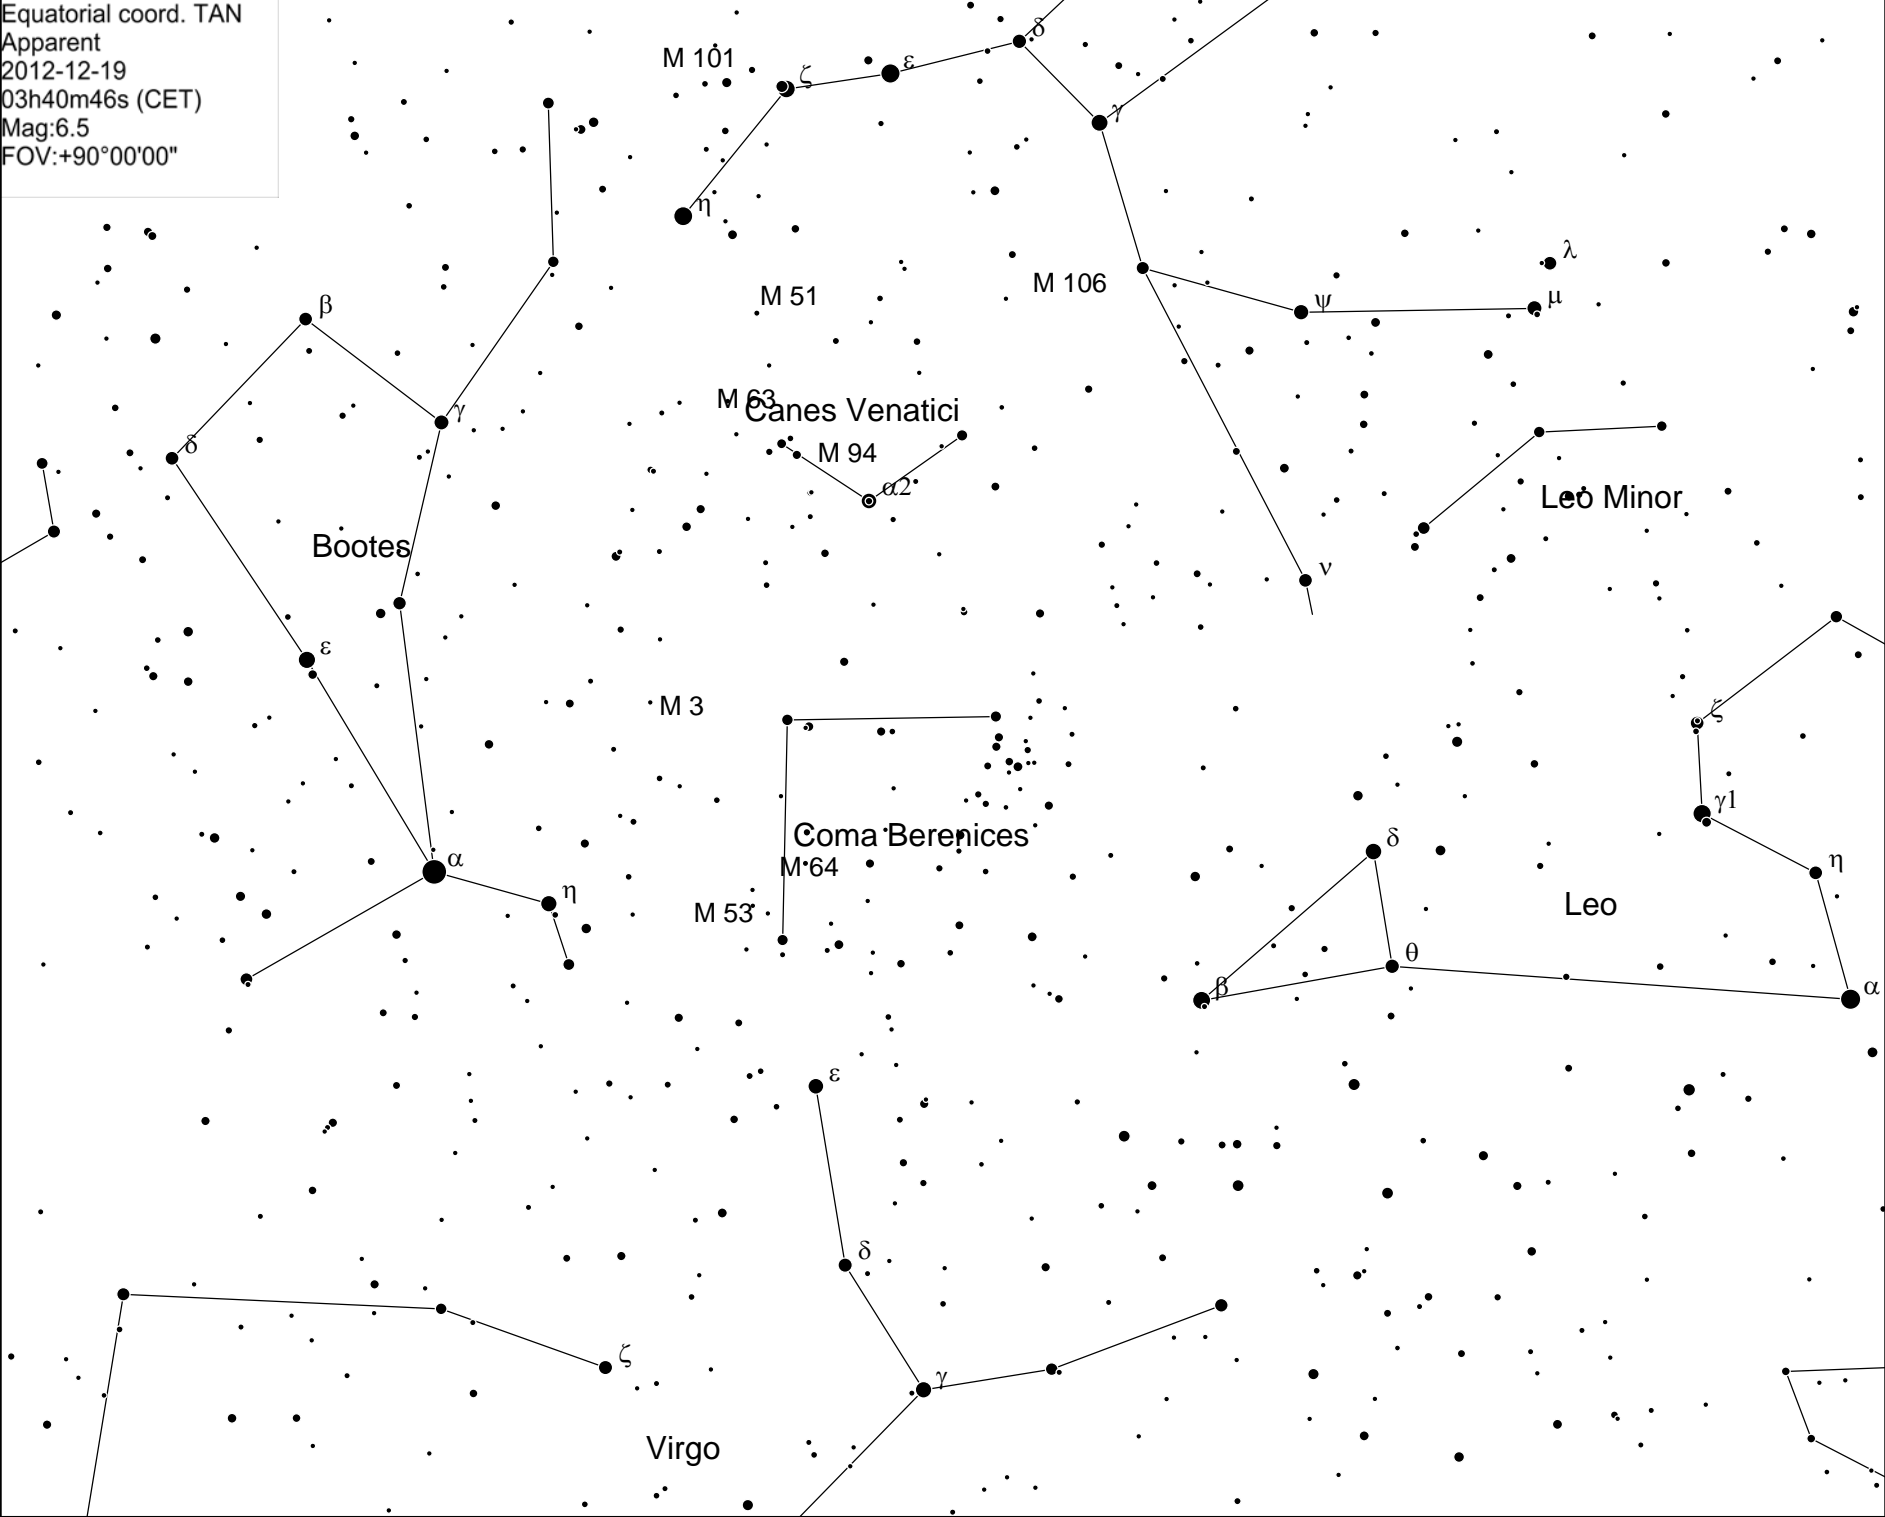 Equatorial coord. TAN
Apparent
2012-12-19
03h40m46s (CET)
Mag:6.5
FOV:+90°00'00"
δ
M 101
ζ
ε
γ
η
λ
M 106
M 51
μ
ψ
β
M 63
Canes Venatici
γ
δ
M 94
α2
Leo Minor
Bootes
ν
ε
M 3
ζ
γ1
Coma Berenices
δ
α
M 64
η
η
Leo
M 53
θ
β
α
ε
δ
ζ
γ
Virgo